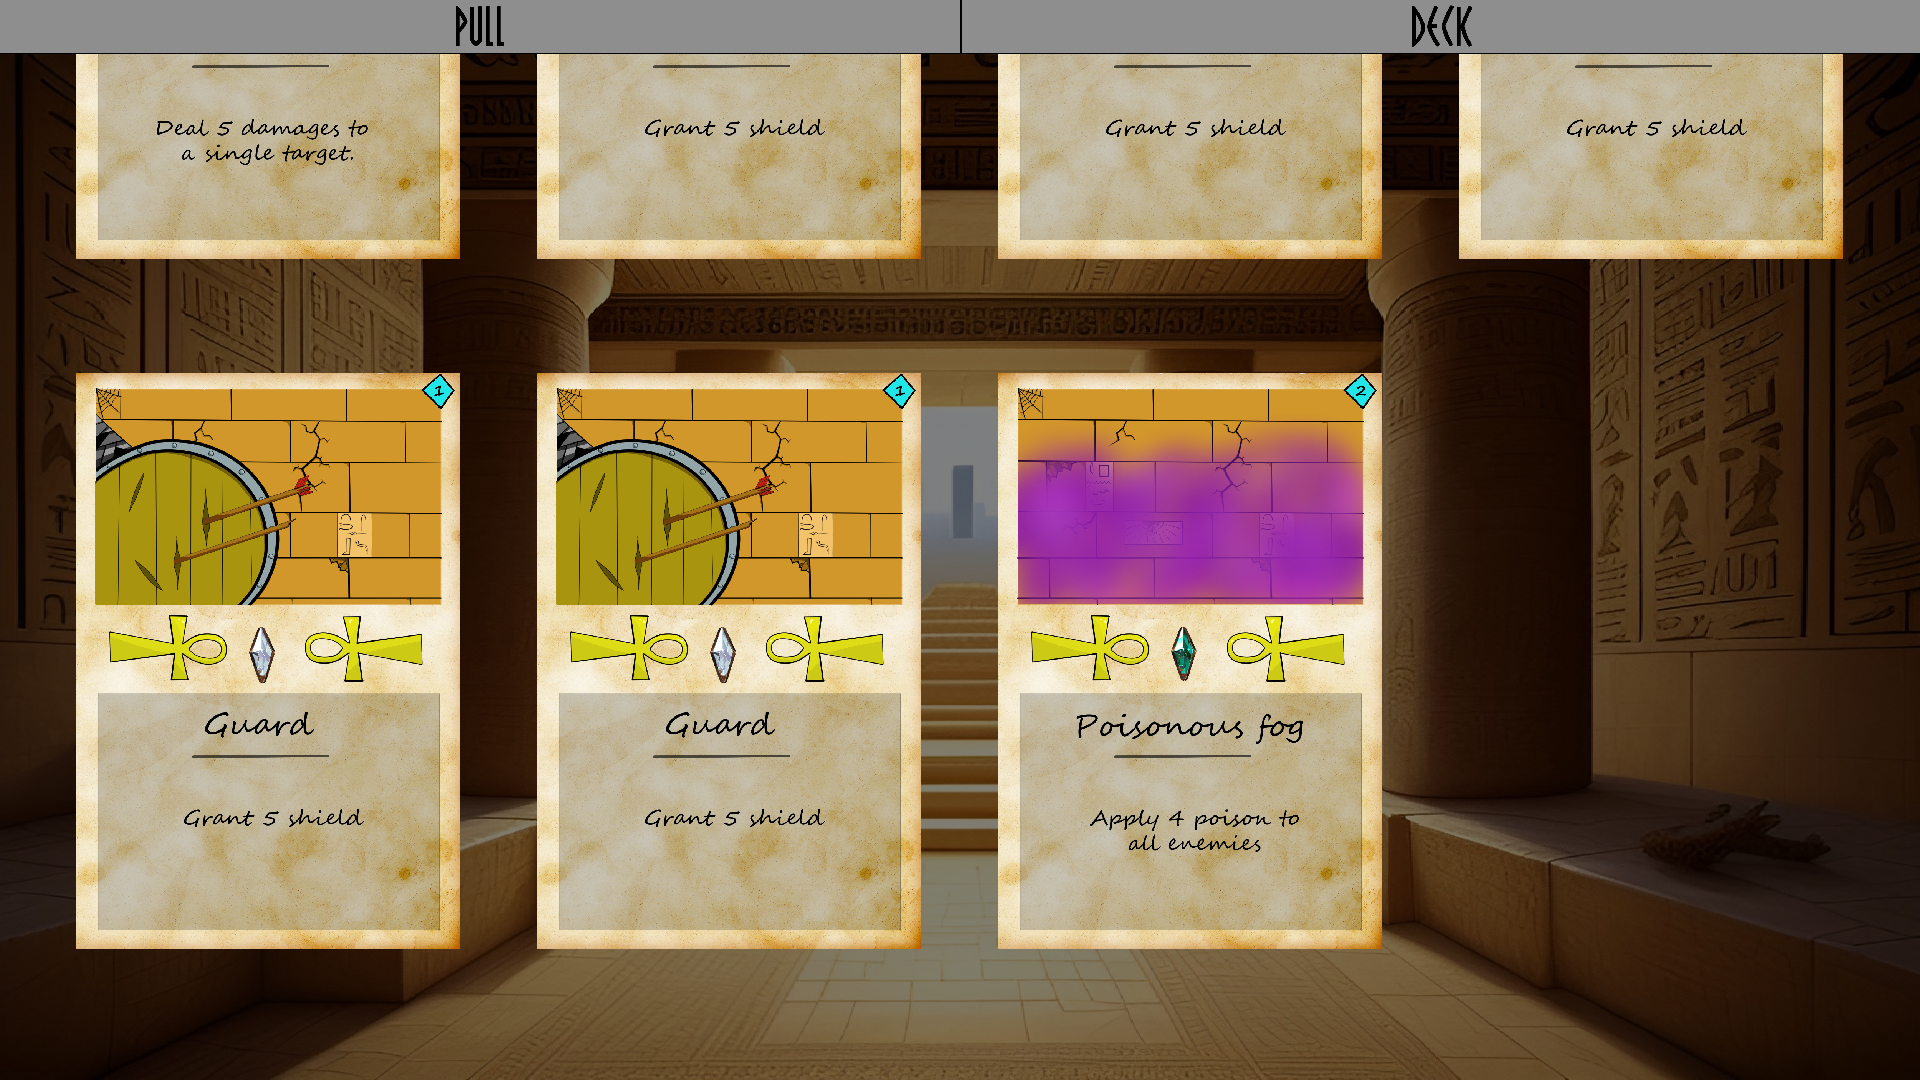 PULL
DECK
Deal 5 damages to
a single target.
Grant 5 shield
Grant 5 shield
Grant 5 shield
1
1
2
Guard
Guard
Poisonous fog
Grant 5 shield
Grant 5 shield
Apply 4 poison to
all enemies